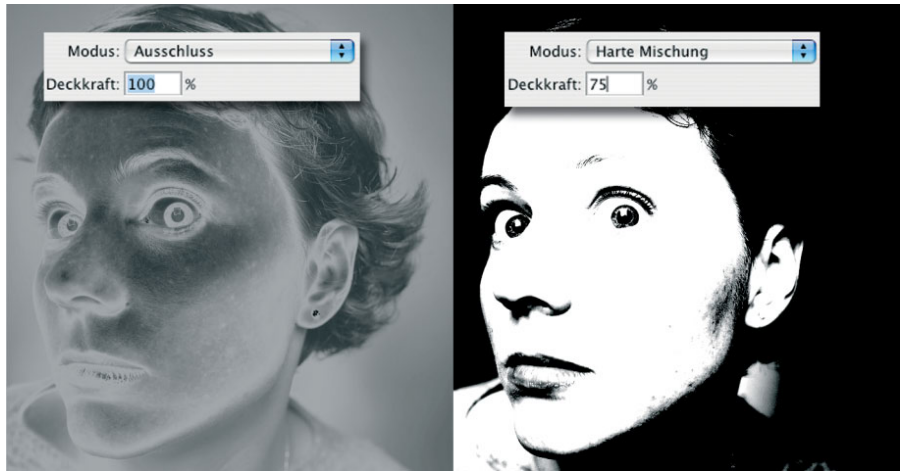 Modus: Ausschluss
Deckkraft: 100 %
Modus: Harte Mischung
Deckkraft: 75 %